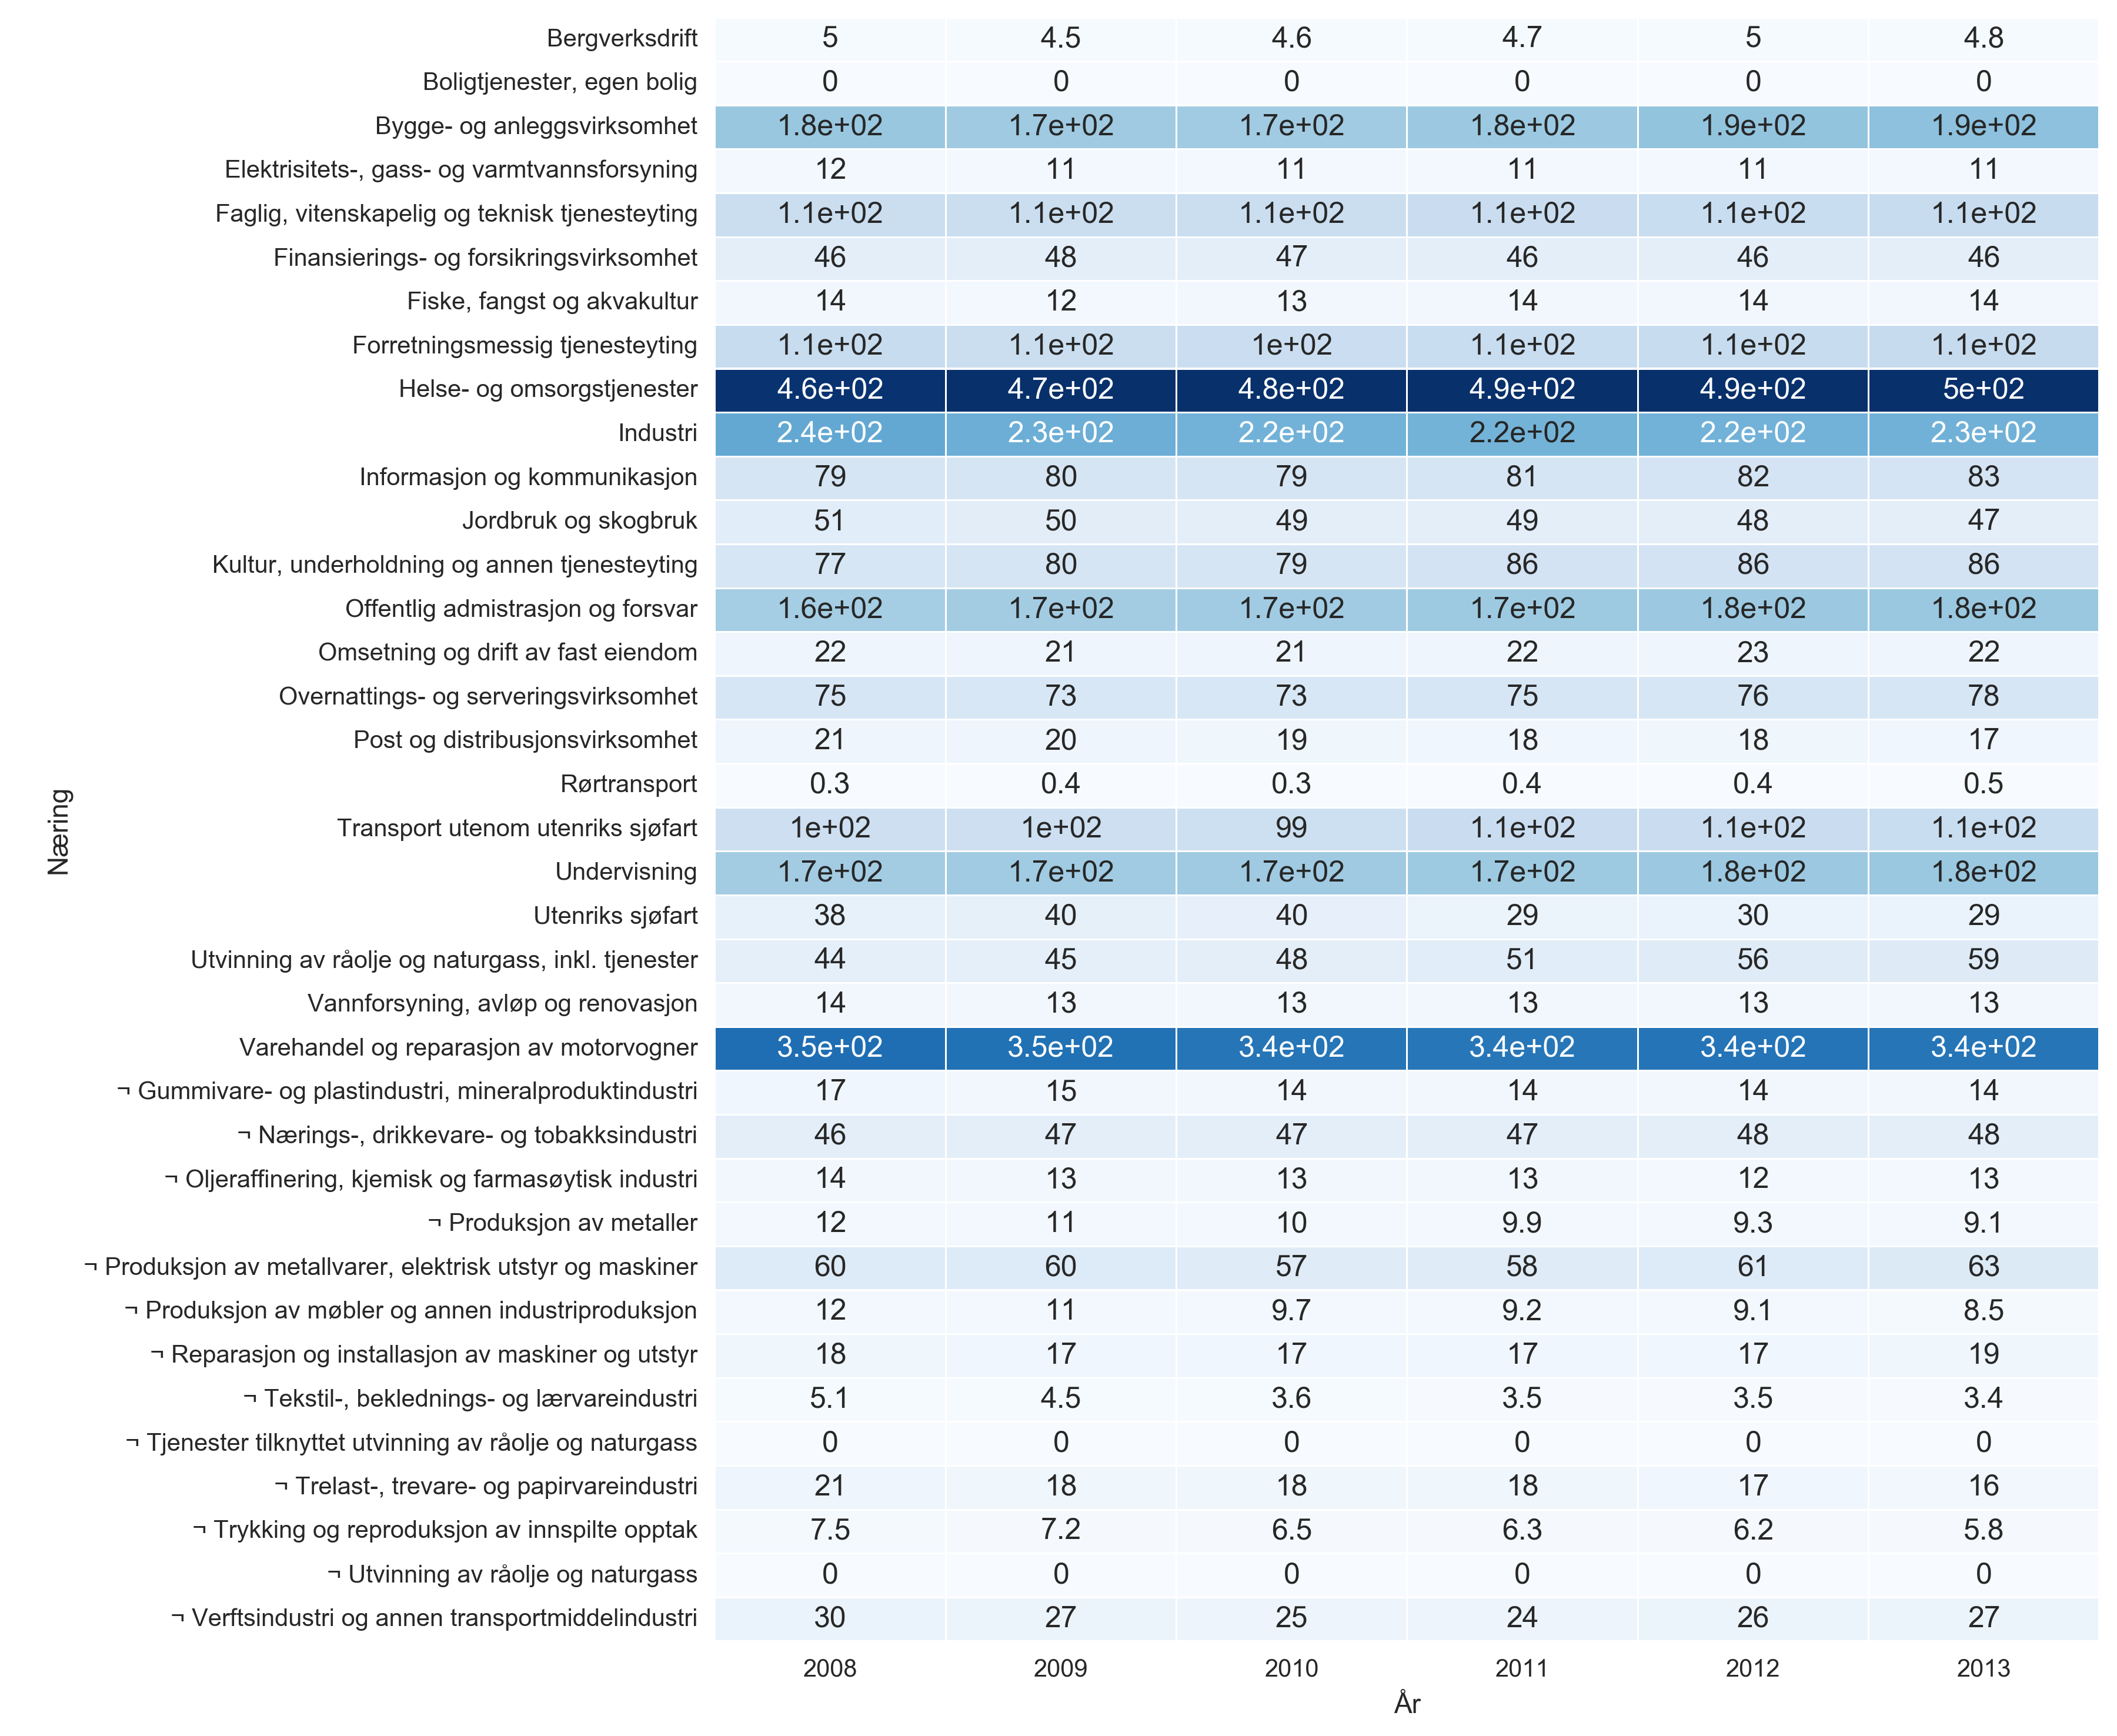 Bergverksdrift 5 4.5 4.6 4.7 5 4.8
Boligtjenester, egen bolig 0 0 0 0 0 0
Bygge- og anleggsvirksomhet 1.8e+02 1.7e+02 1.7e+02 1.8e+02 1.9e+02 1.9e+02
Elektrisitets-, gass- og varmtvannsforsyning 12 11 11 11 11 11
Faglig, vitenskapelig og teknisk tjenesteyting 1.1e+02 1.1e+02 1.1e+02 1.1e+02 1.1e+02 1.1e+02
Finansierings- og forsikringsvirksomhet 46 48 47 46 46 46
Fiske, fangst og akvakultur 14 12 13 14 14 14
Forretningsmessig tjenesteyting 1.1e+02 1.1e+02 1e+02 1.1e+02 1.1e+02 1.1e+02
Helse- og omsorgstjenester 4.6e+02 4.7e+02 4.8e+02 4.9e+02 4.9e+02 5e+02
Industri 2.4e+02 2.3e+02 2.2e+02 2.2e+02 2.2e+02 2.3e+02
Informasjon og kommunikasjon 79 80 79 81 82 83
Jordbruk og skogbruk 51 50 49 49 48 47
Kultur, underholdning og annen tjenesteyting 77 80 79 86 86 86
Offentlig admistrasjon og forsvar 1.6e+02 1.7e+02 1.7e+02 1.7e+02 1.8e+02 1.8e+02
Omsetning og drift av fast eiendom 22 21 21 22 23 22
Overnattings- og serveringsvirksomhet 75 73 73 75 76 78
Post og distribusjonsvirksomhet 21 20 19 18 18 17
Rørtransport 0.3 0.4 0.3 0.4 0.4 0.5
Transport utenom utenriks sjøfart 1e+02 1e+02 99 1.1e+02 1.1e+02 1.1e+02
Undervisning 1.7e+02 1.7e+02 1.7e+02 1.7e+02 1.8e+02 1.8e+02
Utenriks sjøfart 38 40 40 29 30 29
Utvinning av råolje og naturgass, inkl. tjenester 44 45 48 51 56 59
Vannforsyning, avløp og renovasjon 14 13 13 13 13 13
Varehandel og reparasjon av motorvogner 3.5e+02 3.5e+02 3.4e+02 3.4e+02 3.4e+02 3.4e+02
¬ Gummivare- og plastindustri, mineralproduktindustri 17 15 14 14 14 14
¬ Nærings-, drikkevare- og tobakksindustri 46 47 47 47 48 48
¬ Oljeraffinering, kjemisk og farmasøytisk industri 14 13 13 13 12 13
¬ Produksjon av metaller 12 11 10 9.9 9.3 9.1
¬ Produksjon av metallvarer, elektrisk utstyr og maskiner 60 60 57 58 61 63
¬ Produksjon av møbler og annen industriproduksjon 12 11 9.7 9.2 9.1 8.5
¬ Reparasjon og installasjon av maskiner og utstyr 18 17 17 17 17 19
¬ Tekstil-, beklednings- og lærvareindustri 5.1 4.5 3.6 3.5 3.5 3.4
¬ Tjenester tilknyttet utvinning av råolje og naturgass 0 0 0 0 0 0
¬ Trelast-, trevare- og papirvareindustri 21 18 18 18 17 16
¬ Trykking og reproduksjon av innspilte opptak 7.5 7.2 6.5 6.3 6.2 5.8
¬ Utvinning av råolje og naturgass 0 0 0 0 0 0
¬ Verftsindustri og annen transportmiddelindustri 30 27 25 24 26 27
2008 2009 2010 2011 2012 2013
År
Næring